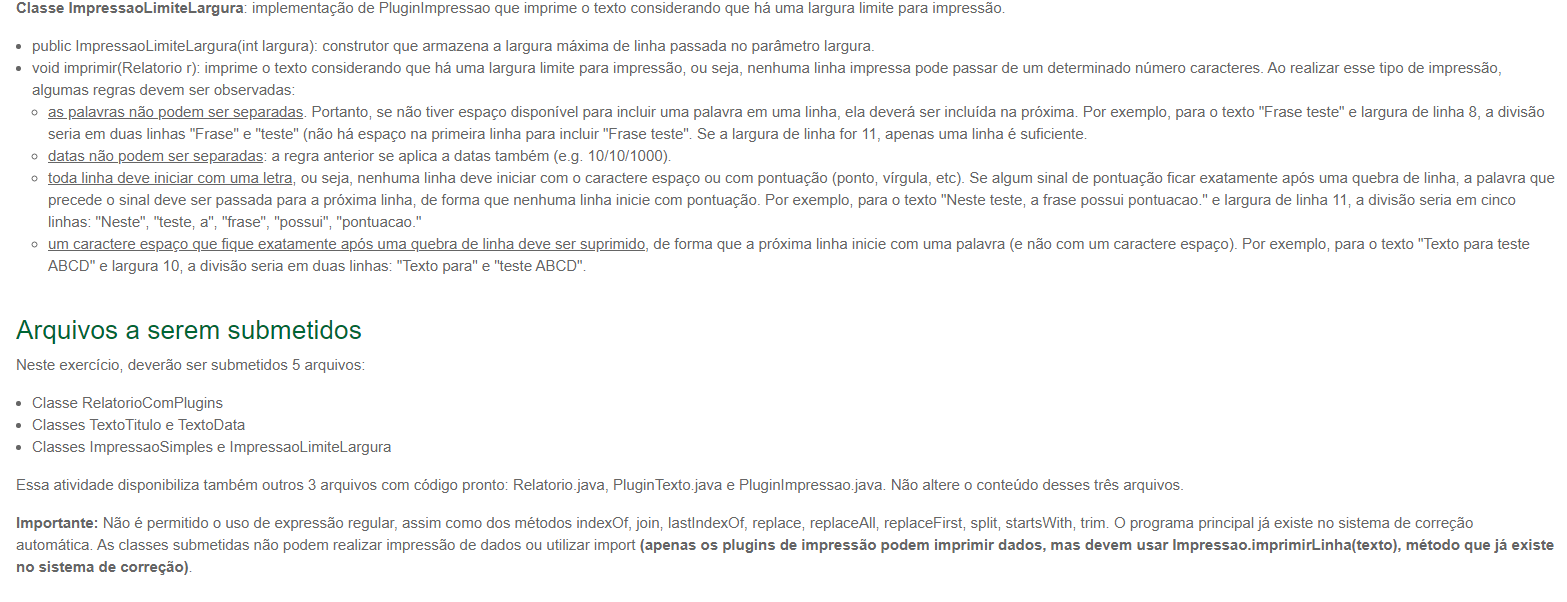 Classe ImpressaoLimiteLargura: implementação de PluginImpressao que imprime o texto considerando que há uma largura limite para impressão.
• public ImpressaoLimiteLargura(int largura): construtor que armazena a largura máxima de linha passada no parâmetro largura.
• void imprimir(Relatorio r): imprime o texto considerando que há uma largura limite para impressão, ou seja, nenhuma linha impressa pode passar de um determinado número caracteres. Ao realizar esse tipo de impressão,
algumas regras devem ser observadas:
◦ as palavras não podem ser separadas. Portanto, se não tiver espaço disponível para incluir uma palavra em uma linha, ela deverá ser incluída na próxima. Por exemplo, para o texto "Frase teste" e largura de linha 8, a divisão
seria em duas linhas "Frase" e "teste" (não há espaço na primeira linha para incluir "Frase teste". Se a largura de linha for 11, apenas uma linha é suficiente.
◦ datas não podem ser separadas: a regra anterior se aplica a datas também (e.g. 10/10/1000).
◦ toda linha deve iniciar com uma letra, ou seja, nenhuma linha deve iniciar com o caractere espaço ou com pontuação (ponto, vírgula, etc). Se algum sinal de pontuação ficar exatamente após uma quebra de linha, a palavra que
precede o sinal deve ser passada para a próxima linha, de forma que nenhuma linha inicie com pontuação. Por exemplo, para o texto "Neste teste, a frase possui pontuacao." e largura de linha 11, a divisão seria em cinco
linhas: "Neste", "teste, a", "frase", "possui", "pontuacao."
◦ um caractere espaço que fique exatamente após uma quebra de linha deve ser suprimido, de forma que a próxima linha inicie com uma palavra (e não com um caractere espaço). Por exemplo, para o texto "Texto para teste
ABCD" e largura 10, a divisão seria em duas linhas: "Texto para" e "teste ABCD".
Arquivos a serem submetidos
Neste exercício, deverão ser submetidos 5 arquivos:
• Classe RelatorioComPlugins
• Classes TextoTitulo e TextoData
• Classes ImpressaoSimples e ImpressaoLimiteLargura
Essa atividade disponibiliza também outros 3 arquivos com código pronto: Relatorio.java, PluginTexto.java e PluginImpressao.java. Não altere o conteúdo desses três arquivos.
Importante: Não é permitido o uso de expressão regular, assim como dos métodos indexOf, join, lastIndexOf, replace, replaceAll, replaceFirst, split, startsWith, trim. O programa principal já existe no sistema de correção
automática. As classes submetidas não podem realizar impressão de dados ou utilizar import (apenas os plugins de impressão podem imprimir dados, mas devem usar Impressao.imprimirLinha(texto), método que já existe
no sistema de correção).